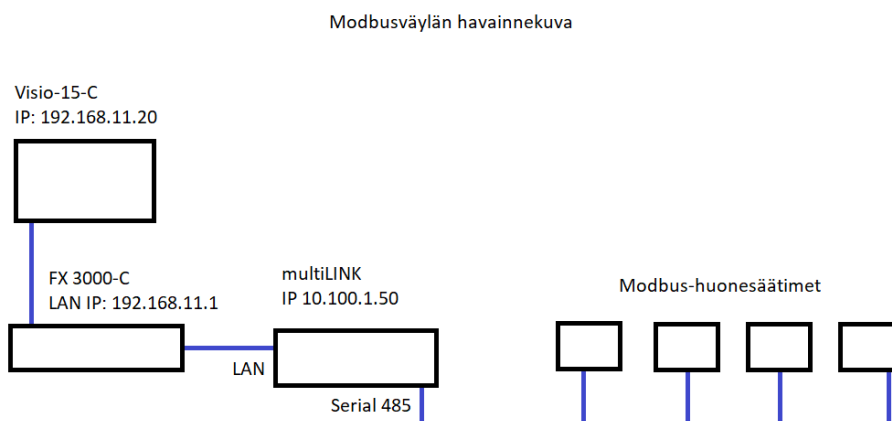 Modbusväylän havainnekuva
Visio-15-C
IP: 192.168.11.20
FX 3000-C
LAN IP: 192.168.11.1
multiLINK
IP 10.100.1.50
Modbus-huonesäätimet
LAN
Serial 485